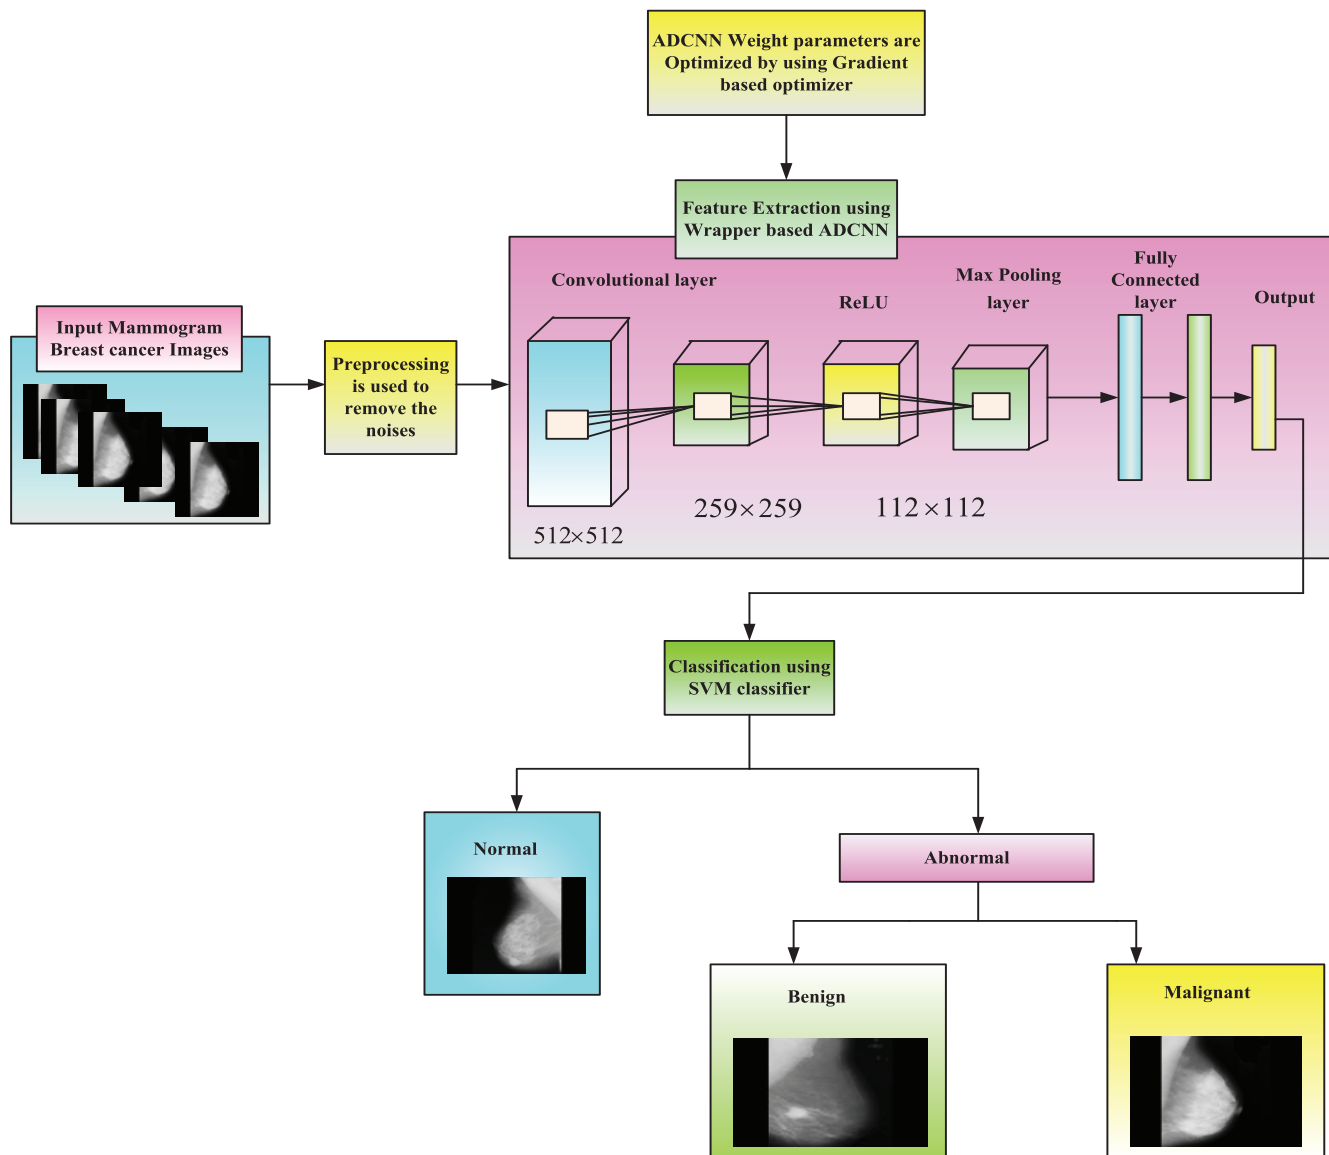 ADCNN Weight parameters are
Optimized by using Gradient
based optimizer
Feature Extraction using
Wrapper based ADCNN
Input Mammogram
Breast cancer Images
Preprocessing
is used to
remove the
noises
Convolutional layer
ReLU
Max Pooling
layer
Fully
Connected
layer
Output
512×512
259×259
112×112
Classification using
SVM classifier
Normal
Abnormal
Benign
Malignant